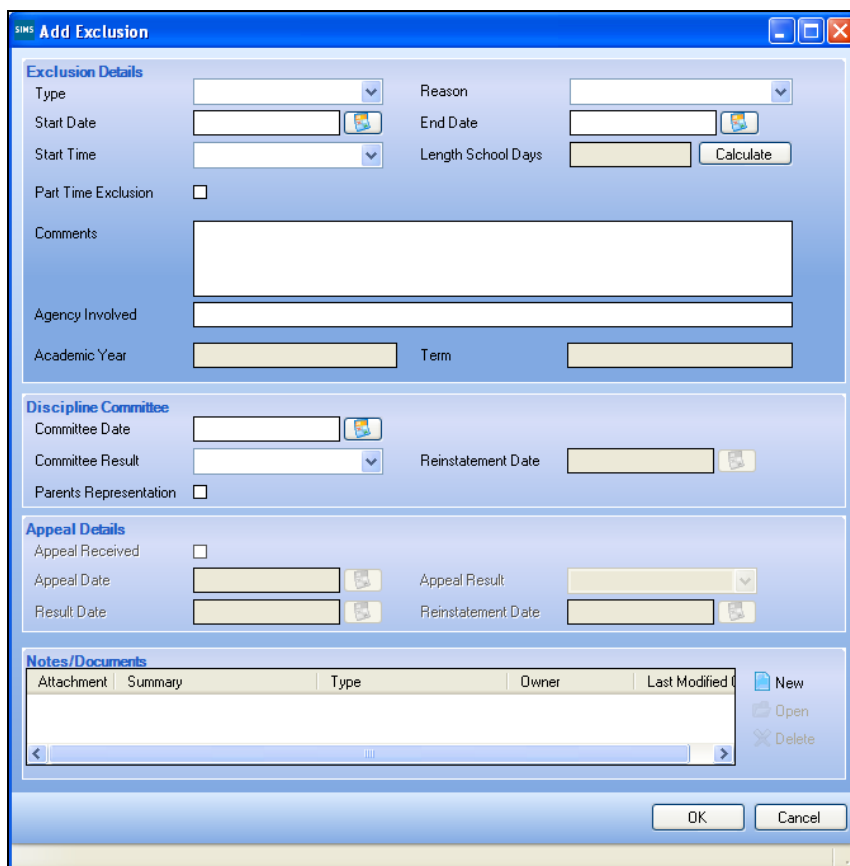 SIMS Add Exclusion
Exclusion Details
Type Reason
Start Date End Date
Start Time Length School Days Calculate
Part Time Exclusion
Comments
Agency Involved
Academic Year Term
Discipline Committee
Committee Date
Committee Result Reinstatement Date
Parents Representation
Appeal Details
Appeal Received
Appeal Date Appeal Result
Result Date Reinstatement Date
Notes/Documents
Attachment Summary Type Owner Last Modified New
Open
Delete
OK Cancel